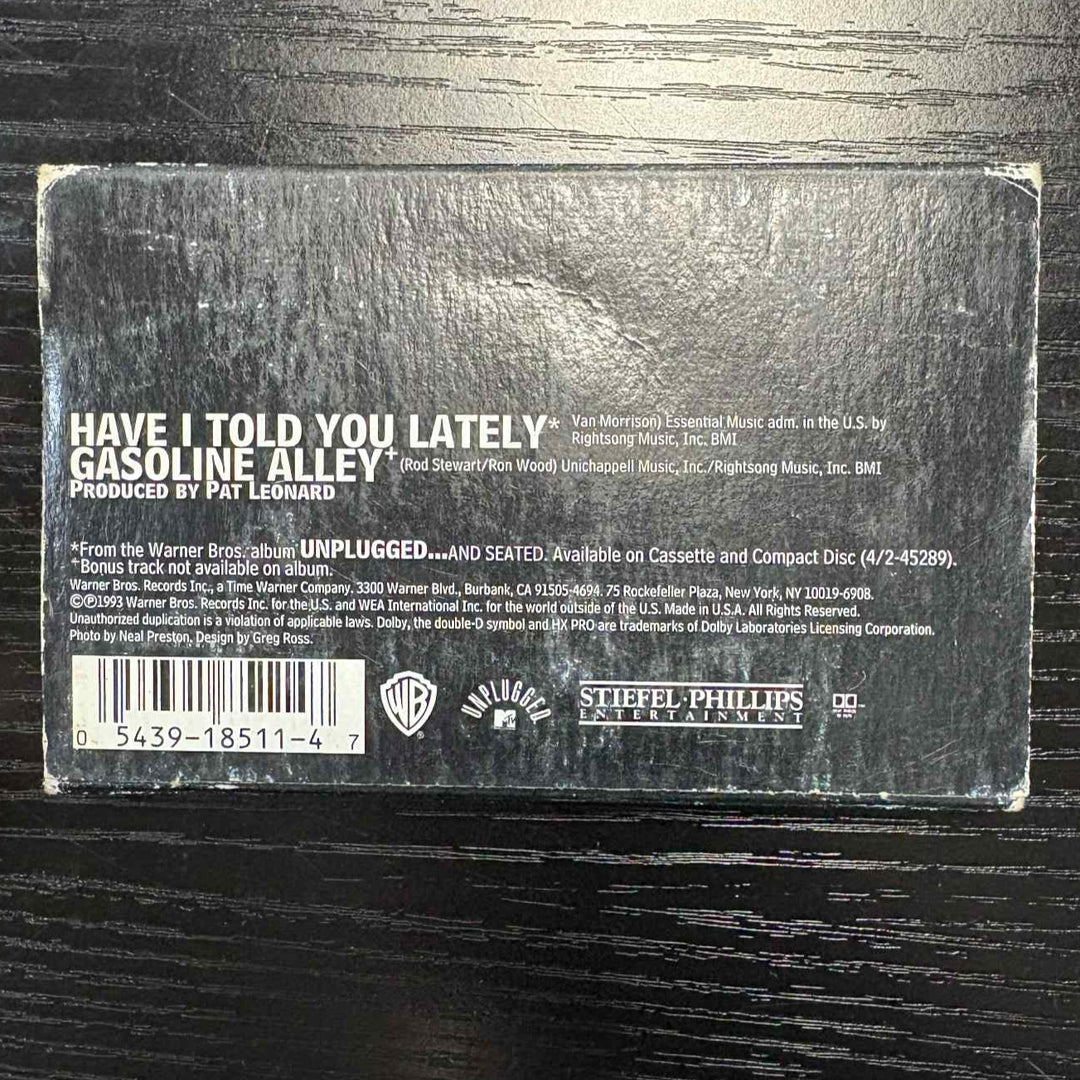 HAVE I TOLD YOU LATELY* Van Morrison) Essential Music adm. in the U.S. by
Rightsong Music, Inc. BMI
GASOLINE ALLEY+ (Rod Stewart/Ron Wood) Unichappell Music, Inc./Rightsong Music, Inc. BMI
PRODUCED BY PAT LEONARD
*From the Warner Bros. album UNPLUGGED...AND SEATED. Available on Cassette and Compact Disc (4/2-45289).
+Bonus track not available on album.
Warner Bros. Records Inc., a Time Warner Company. 3300 Warner Blvd., Burbank, CA 91505-4694. 75 Rockefeller Plaza, New York, NY 10019-6908.
©℗1993 Warner Bros. Records Inc. for the U.S. and WEA International Inc. for the world outside of the U.S. Made in U.S.A. All Rights Reserved.
Unauthorized duplication is a violation of applicable laws. Dolby, the double-D symbol and HX PRO are trademarks of Dolby Laboratories Licensing Corporation.
Photo by Neal Preston. Design by Greg Ross.
0 5439-18511-4 7
WB ®
UNPLUGGED
MTV
STIEFEL·PHILLIPS
ENTERTAINMENT